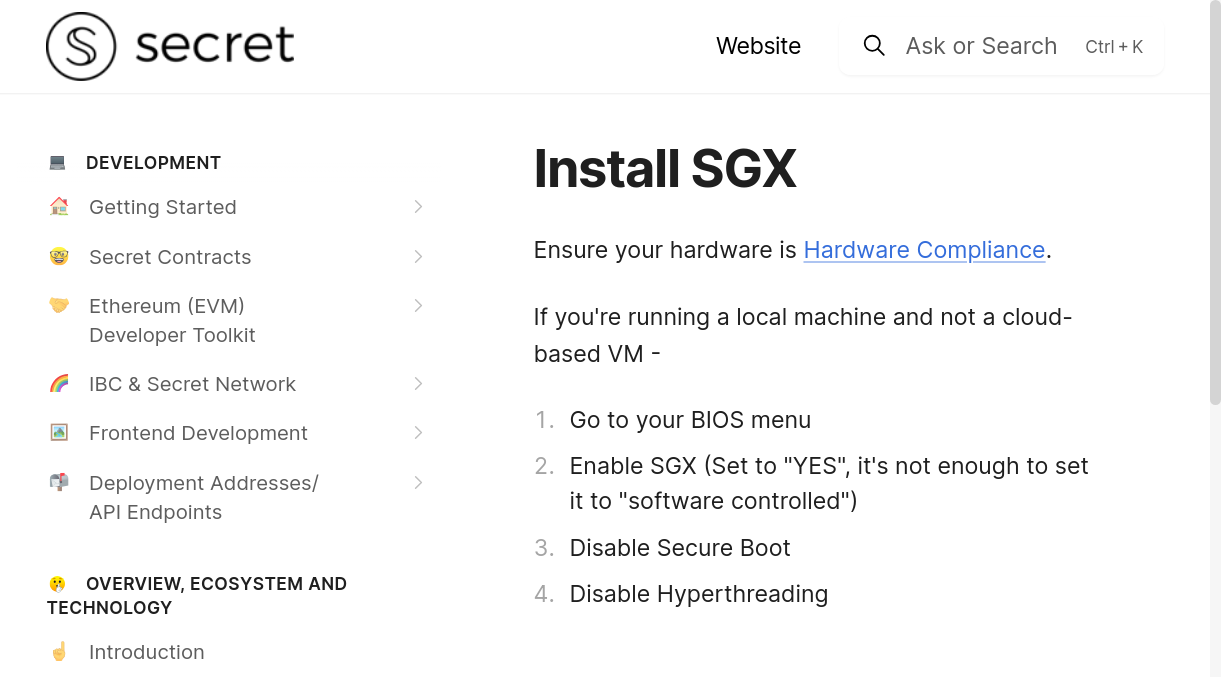 secret
Website
Ask or Search
Ctrl + K
DEVELOPMENT
Getting Started
Secret Contracts
Ethereum (EVM)
Developer Toolkit
IBC & Secret Network
Frontend Development
Deployment Addresses/
API Endpoints
OVERVIEW, ECOSYSTEM AND
TECHNOLOGY
Introduction
Install SGX
Ensure your hardware is Hardware Compliance.
If you're running a local machine and not a cloud-
based VM -
1. Go to your BIOS menu
2. Enable SGX (Set to "YES", it's not enough to set
it to "software controlled")
3. Disable Secure Boot
4. Disable Hyperthreading